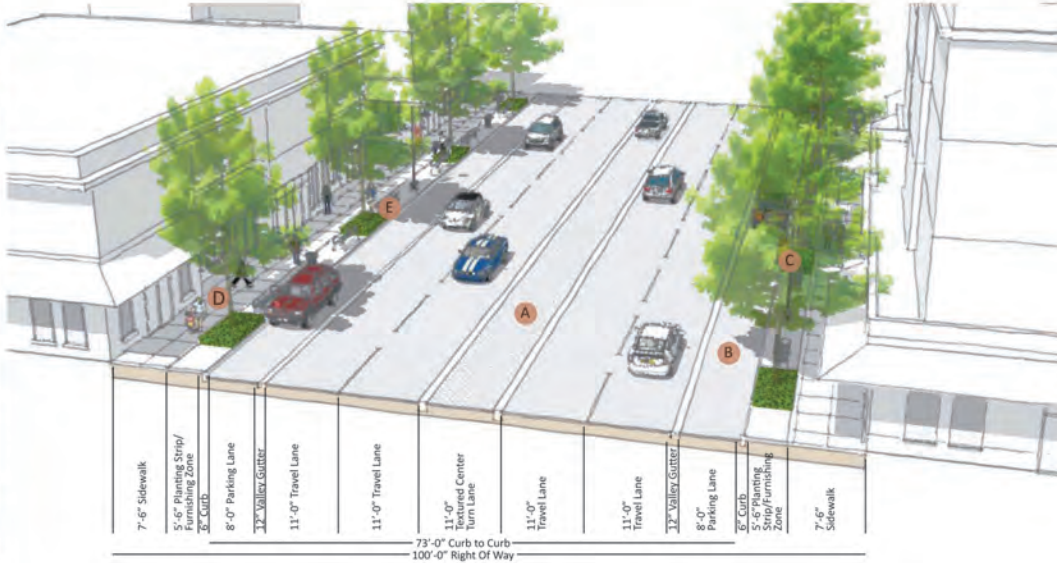 E
C
D
A
B
7'-6" Sidewalk
5'-6" Planting Strip/
Furnishing Zone
6" Curb
8'-0" Parking Lane
12" Valley Gutter
11'-0" Travel Lane
11'-0" Travel Lane
11'-0"
Textured Center
Turn Lane
11'-0"
Travel Lane
11'-0"
Travel Lane
12" Valley Gutter
8'-0"
Parking Lane
6" Curb
5'-6"Planting
Strip/Furnishing
Zone
7'-6"
Sidewalk
73'-0" Curb to Curb
100'-0" Right Of Way